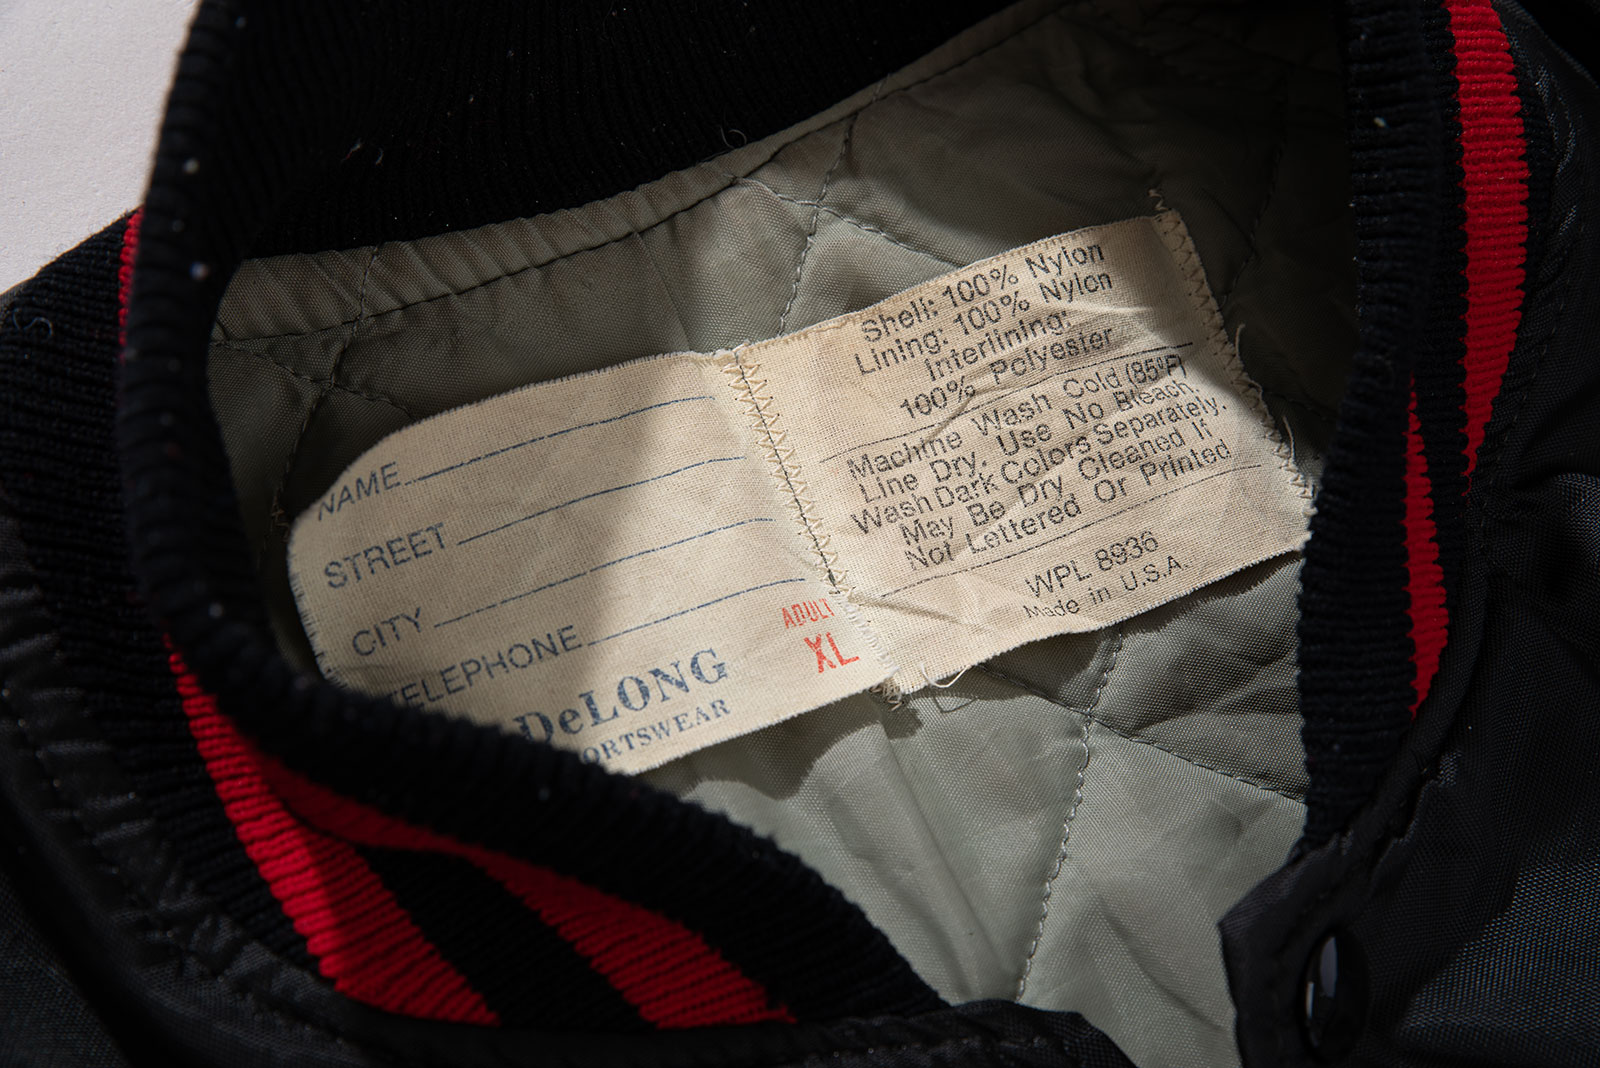 NAME
STREET
CITY
TELEPHONE
DeLONG
ORTSWEAR
ADULT
XL
Shell: 100% Nylon
Lining: 100% Nylon
Interlining:
100% Polyester
Machine Wash Cold (85°F)
Line Dry. Use No Bleach.
Wash Dark Colors Separately.
May Be Dry Cleaned If
Not Lettered Or Printed
WPL 8936
Made in U.S.A.